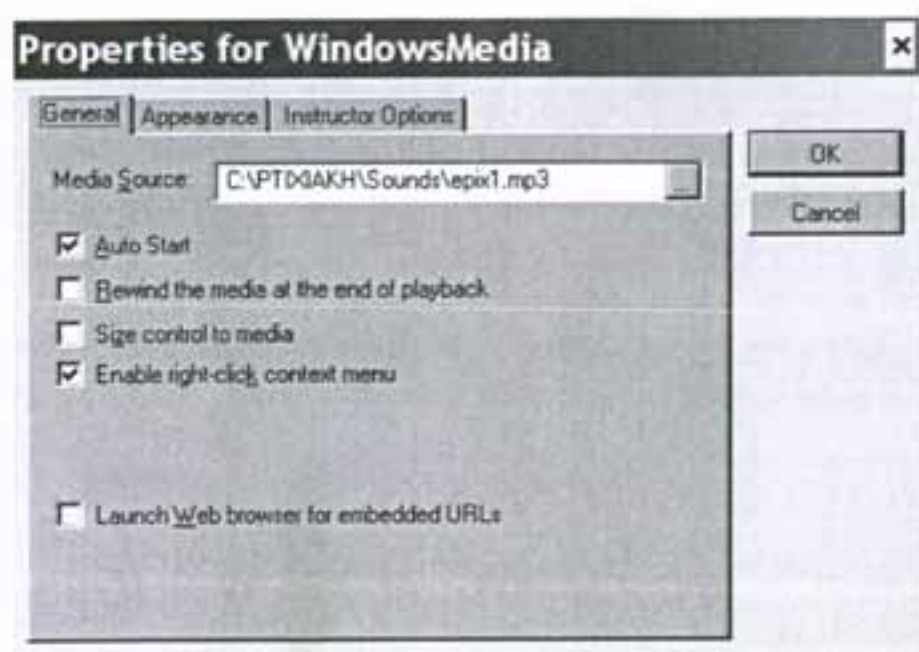 Properties for WindowsMedia
General Appearance Instructor Options
Media Source: C:\PTIXIAKH\Sounds\epix1.mp3 ...
OK
Cancel
Auto Start
Rewind the media at the end of playback
Size control to media
Enable right-click context menu
Launch Web browser for embedded URLs